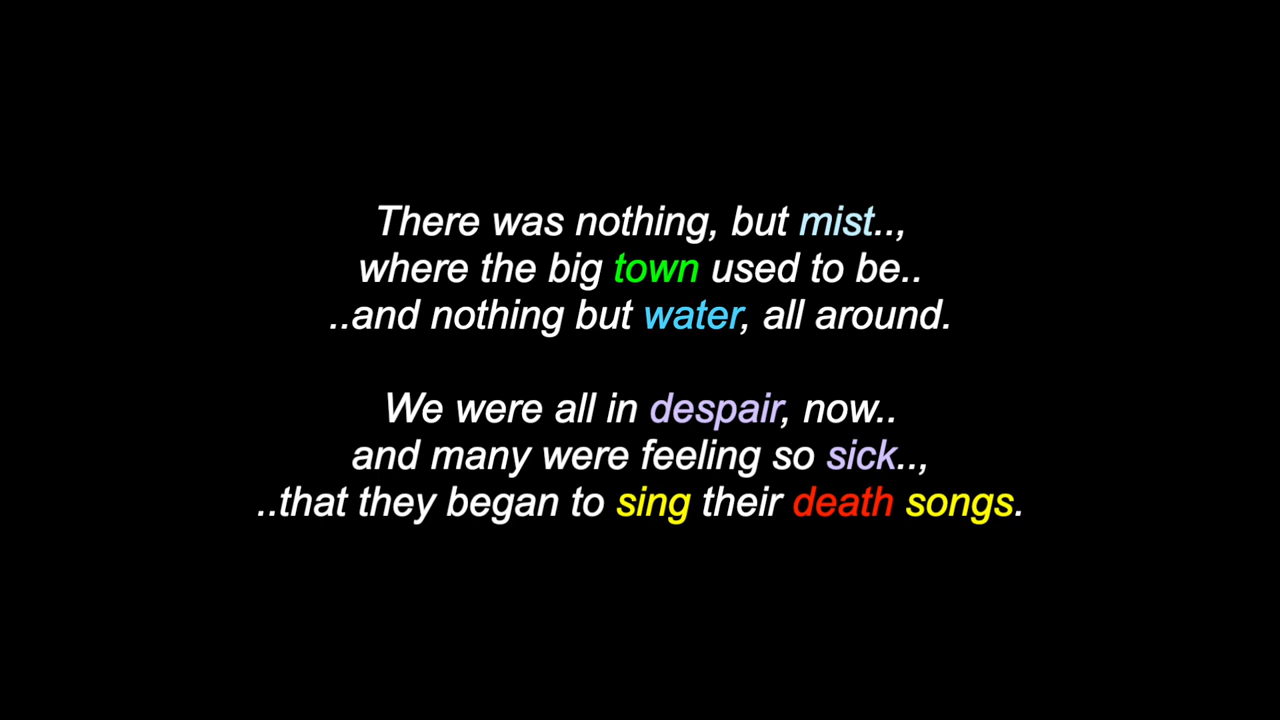 There was nothing, but mist..,
where the big town used to be..
..and nothing but water, all around.
We were all in despair, now..
and many were feeling so sick..,
..that they began to sing their death songs.